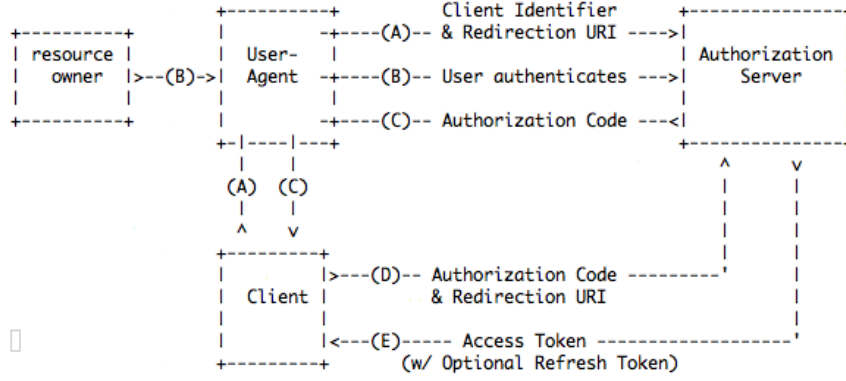 Client Identifier
-(A)-- & Redirection URI ---->
resource owner
User-Agent
Authorization Server
>--(B)->
----(B)-- User authenticates --->
----(C)-- Authorization Code ---<
(A) (C)
Client
>---(D)-- Authorization Code ---------'
& Redirection URI
<---(E)----- Access Token -------------------'
(w/ Optional Refresh Token)